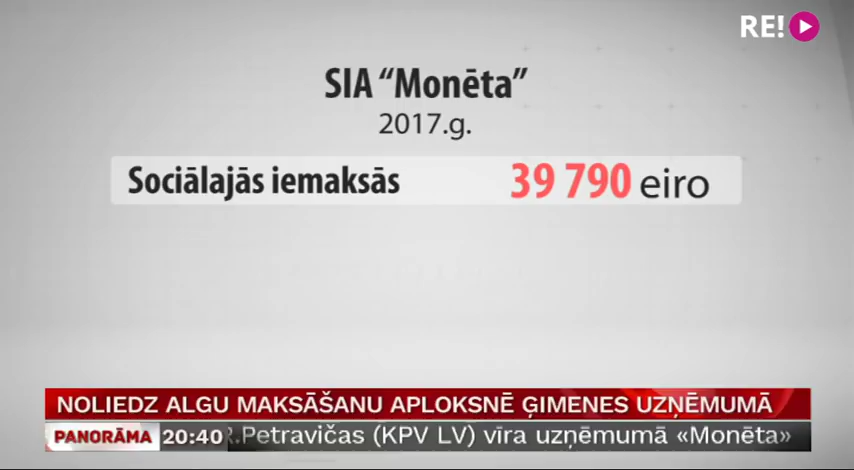 RE!
SIA “Monēta”
2017.g.
Sociālajās iemaksās 39 790 eiro
NOLIEDZ ALGU MAKSĀŠANU APLOKSNĒ ĢIMENES UZŅĒMUMĀ
PANORĀMA 20:40 R.Petravičas (KPV LV) vīra uzņēmumā «Monēta»